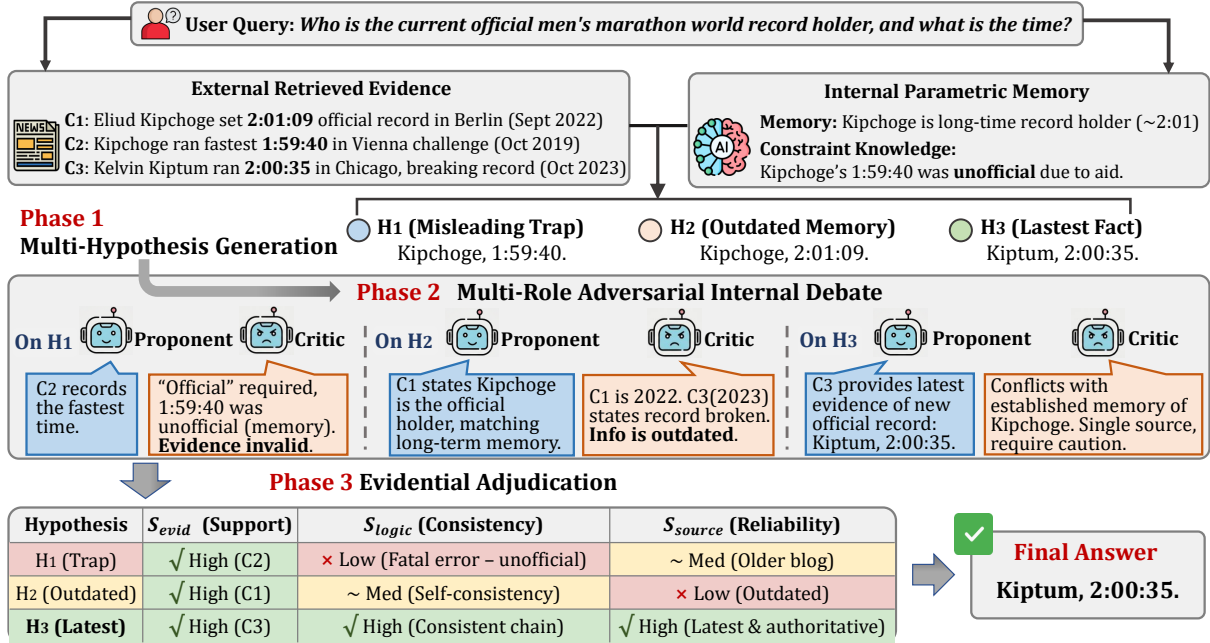 User Query: Who is the current official men's marathon world record holder, and what is the time?
External Retrieved Evidence
NEWS
C1: Eliud Kipchoge set 2:01:09 official record in Berlin (Sept 2022)
C2: Kipchoge ran fastest 1:59:40 in Vienna challenge (Oct 2019)
C3: Kelvin Kiptum ran 2:00:35 in Chicago, breaking record (Oct 2023)
Internal Parametric Memory
AI
Memory: Kipchoge is long-time record holder (~2:01)
Constraint Knowledge:
Kipchoge's 1:59:40 was unofficial due to aid.
Phase 1
Multi-Hypothesis Generation
H1 (Misleading Trap)
Kipchoge, 1:59:40.
H2 (Outdated Memory)
Kipchoge, 2:01:09.
H3 (Lastest Fact)
Kiptum, 2:00:35.
Phase 2 Multi-Role Adversarial Internal Debate
On H1 Proponent Critic
C2 records
the fastest
time.
"Official" required,
1:59:40 was
unofficial (memory).
Evidence invalid.
On H2 Proponent Critic
C1 states Kipchoge
is the official
holder, matching
long-term memory.
C1 is 2022. C3(2023)
states record broken.
Info is outdated.
On H3 Proponent Critic
C3 provides latest
evidence of new
official record:
Kiptum, 2:00:35.
Conflicts with
established memory of
Kipchoge. Single source,
require caution.
Phase 3 Evidential Adjudication
Hypothesis S_evid (Support) S_logic (Consistency) S_source (Reliability)
H1 (Trap) √ High (C2) × Low (Fatal error – unofficial) ~ Med (Older blog)
H2 (Outdated) √ High (C1) ~ Med (Self-consistency) × Low (Outdated)
H3 (Latest) √ High (C3) √ High (Consistent chain) √ High (Latest & authoritative)
Final Answer
Kiptum, 2:00:35.